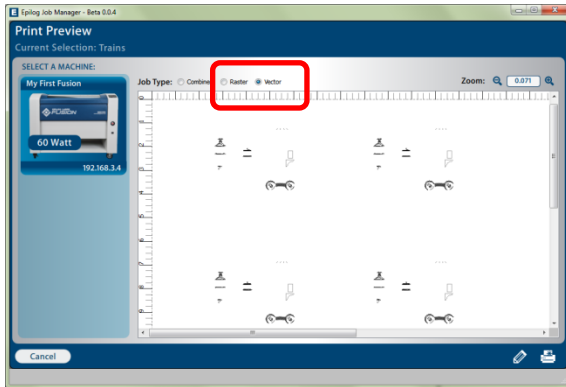 Epilog Job Manager - Beta 0.0.4
Print Preview
Current Selection: Trains
SELECT A MACHINE:
My First Fusion
FUSION
60 Watt
192.168.3.4
Job Type: Combine Raster Vector
Zoom: 0.071
Cancel